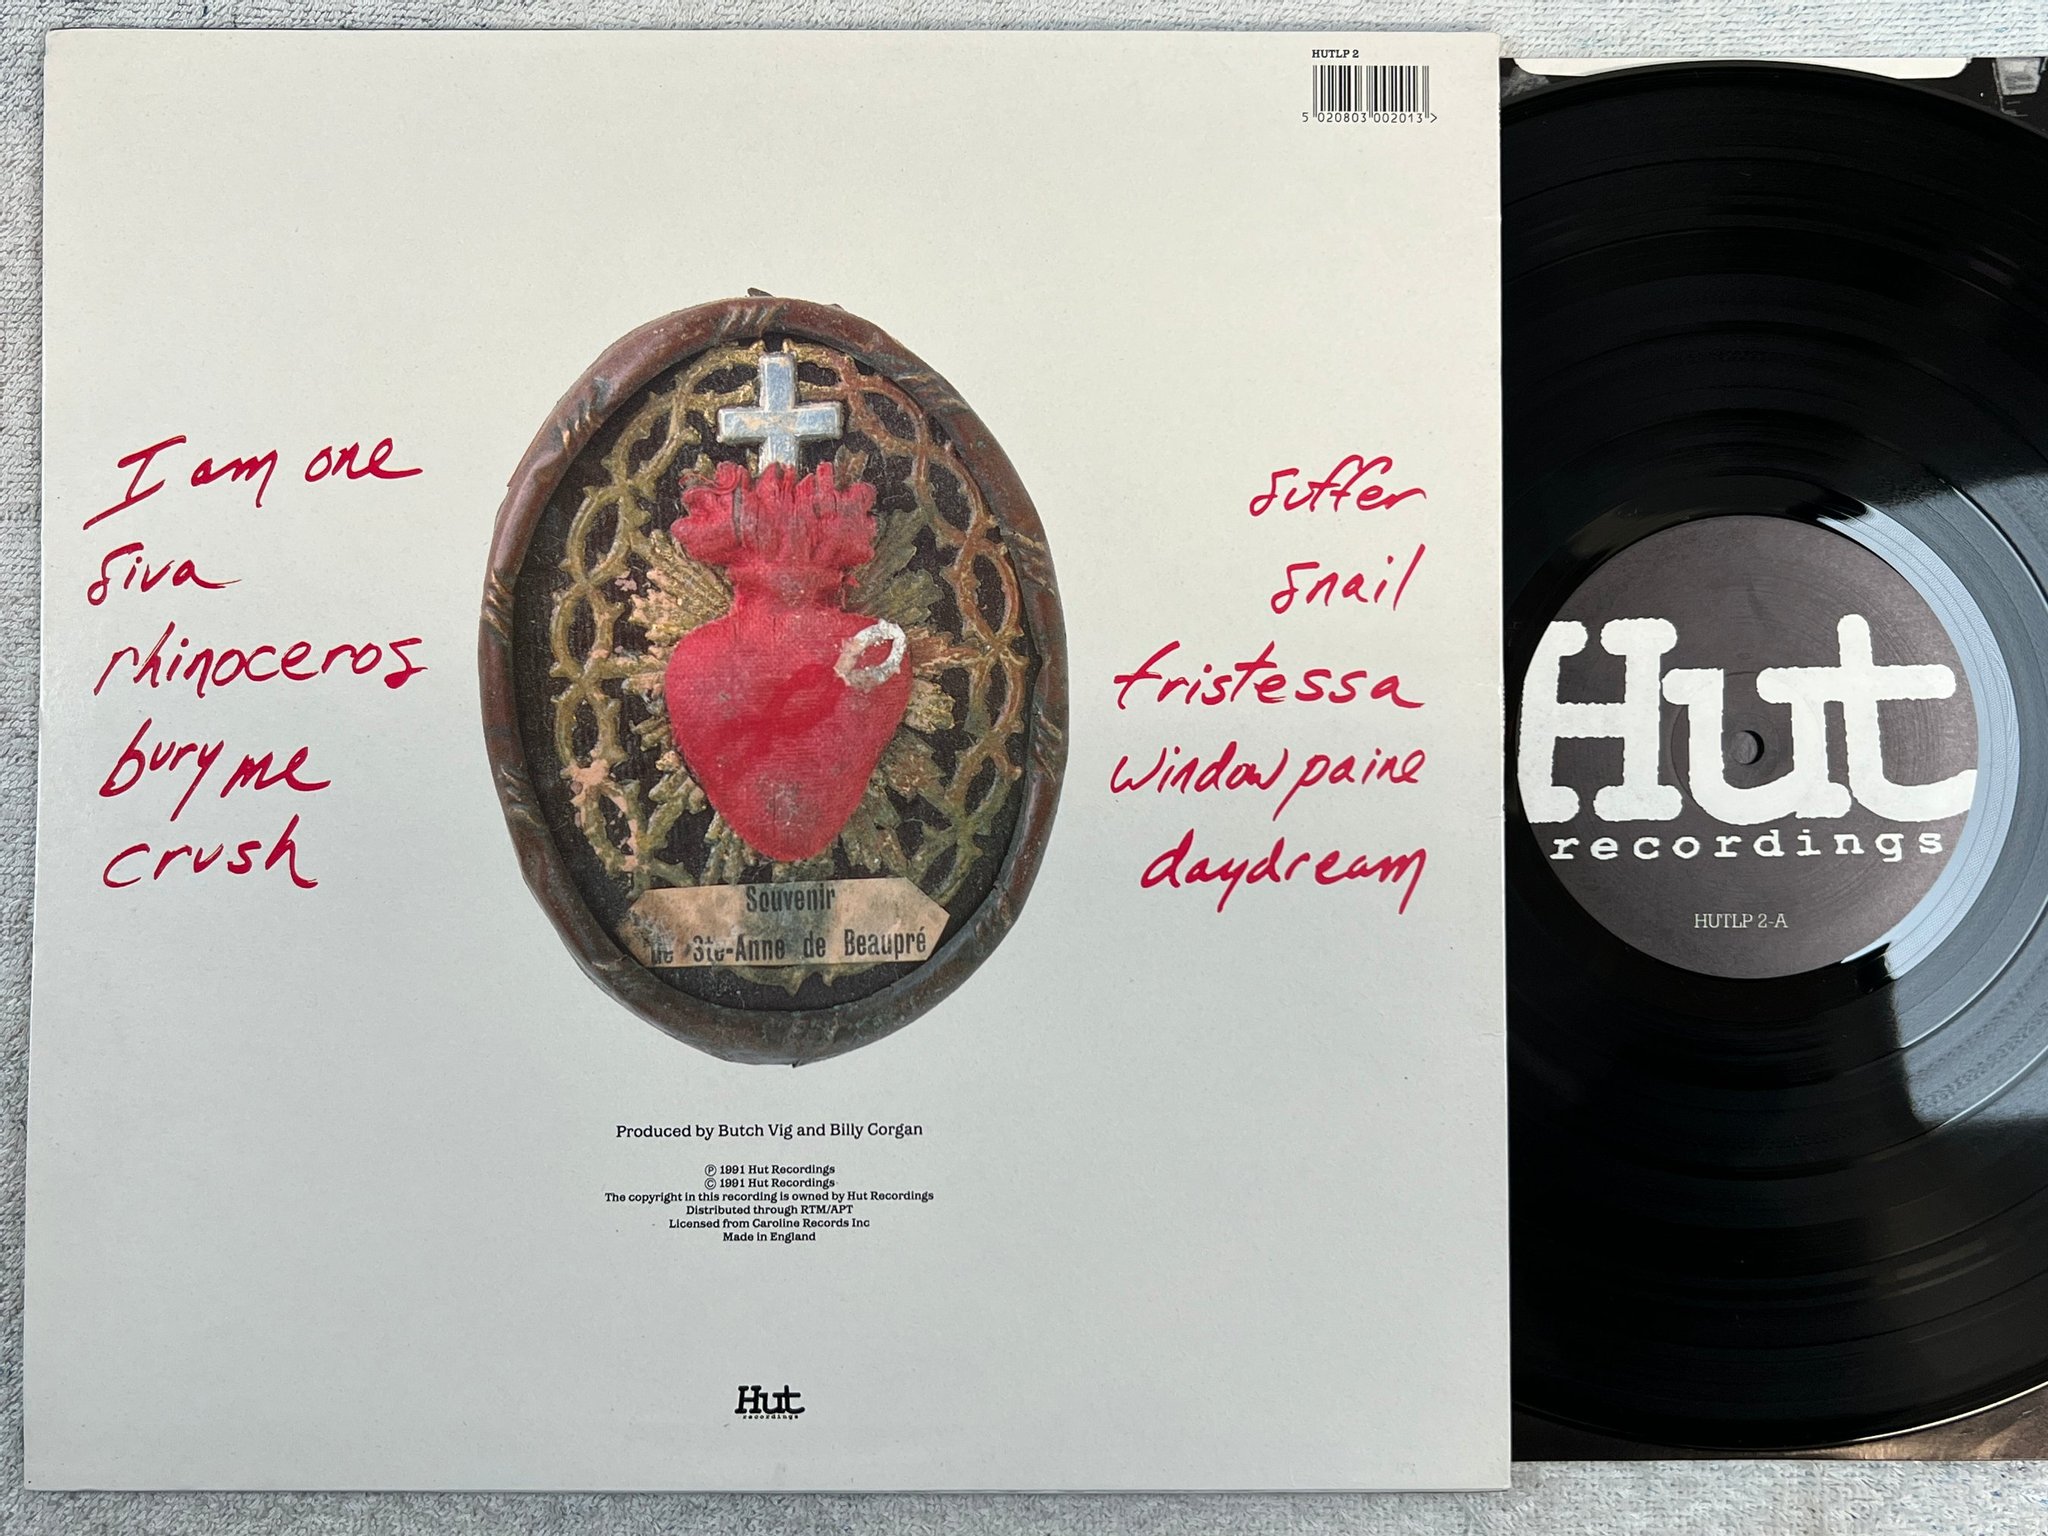 HUTLP 2
5 020803 002013 >
I am one
siva
rhinoceros
bury me
crush
suffer
snail
tristessa
window paine
daydream
Souvenir
de Ste-Anne de Beaupré
Produced by Butch Vig and Billy Corgan
℗ 1991 Hut Recordings
© 1991 Hut Recordings
The copyright in this recording is owned by Hut Recordings
Distributed through RTM/APT
Licensed from Caroline Records Inc
Made in England
Hut
recordings
Hut
recordings
HUTLP 2-A